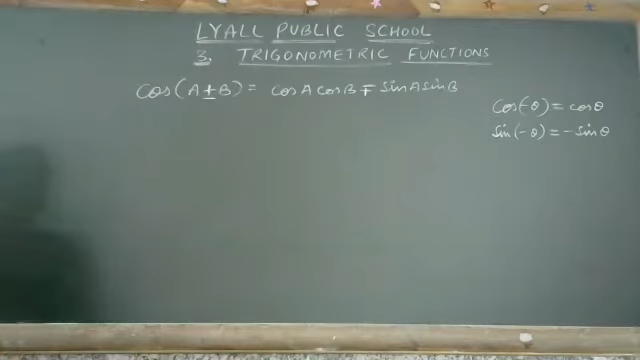 LYALL PUBLIC SCHOOL
3, TRIGONOMETRIC FUNCTIONS
cos(A±B) = cosA cosB ∓ sinA sinB
cos(-θ) = cosθ
sin(-θ) = -sinθ